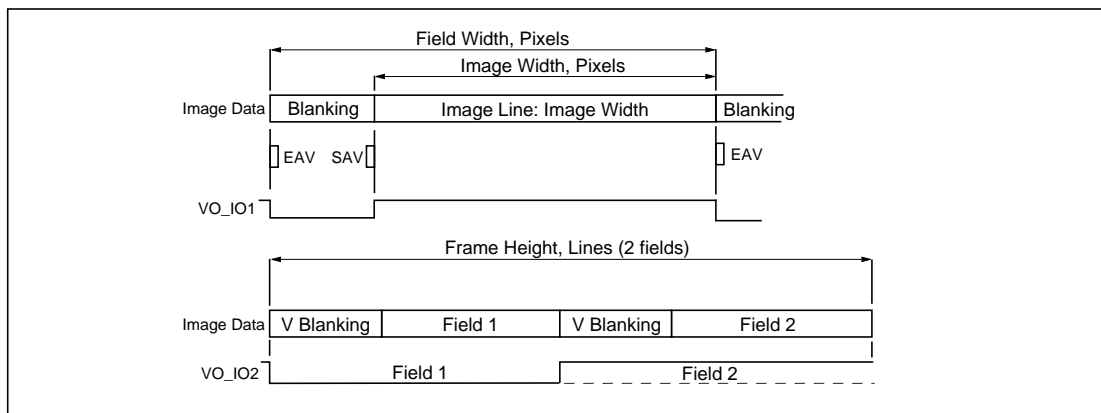 Field Width, Pixels
Image Width, Pixels
Image Data Blanking Image Line: Image Width Blanking
EAV SAV EAV
VO_IO1
Frame Height, Lines (2 fields)
Image Data V Blanking Field 1 V Blanking Field 2
VO_IO2 Field 1 Field 2